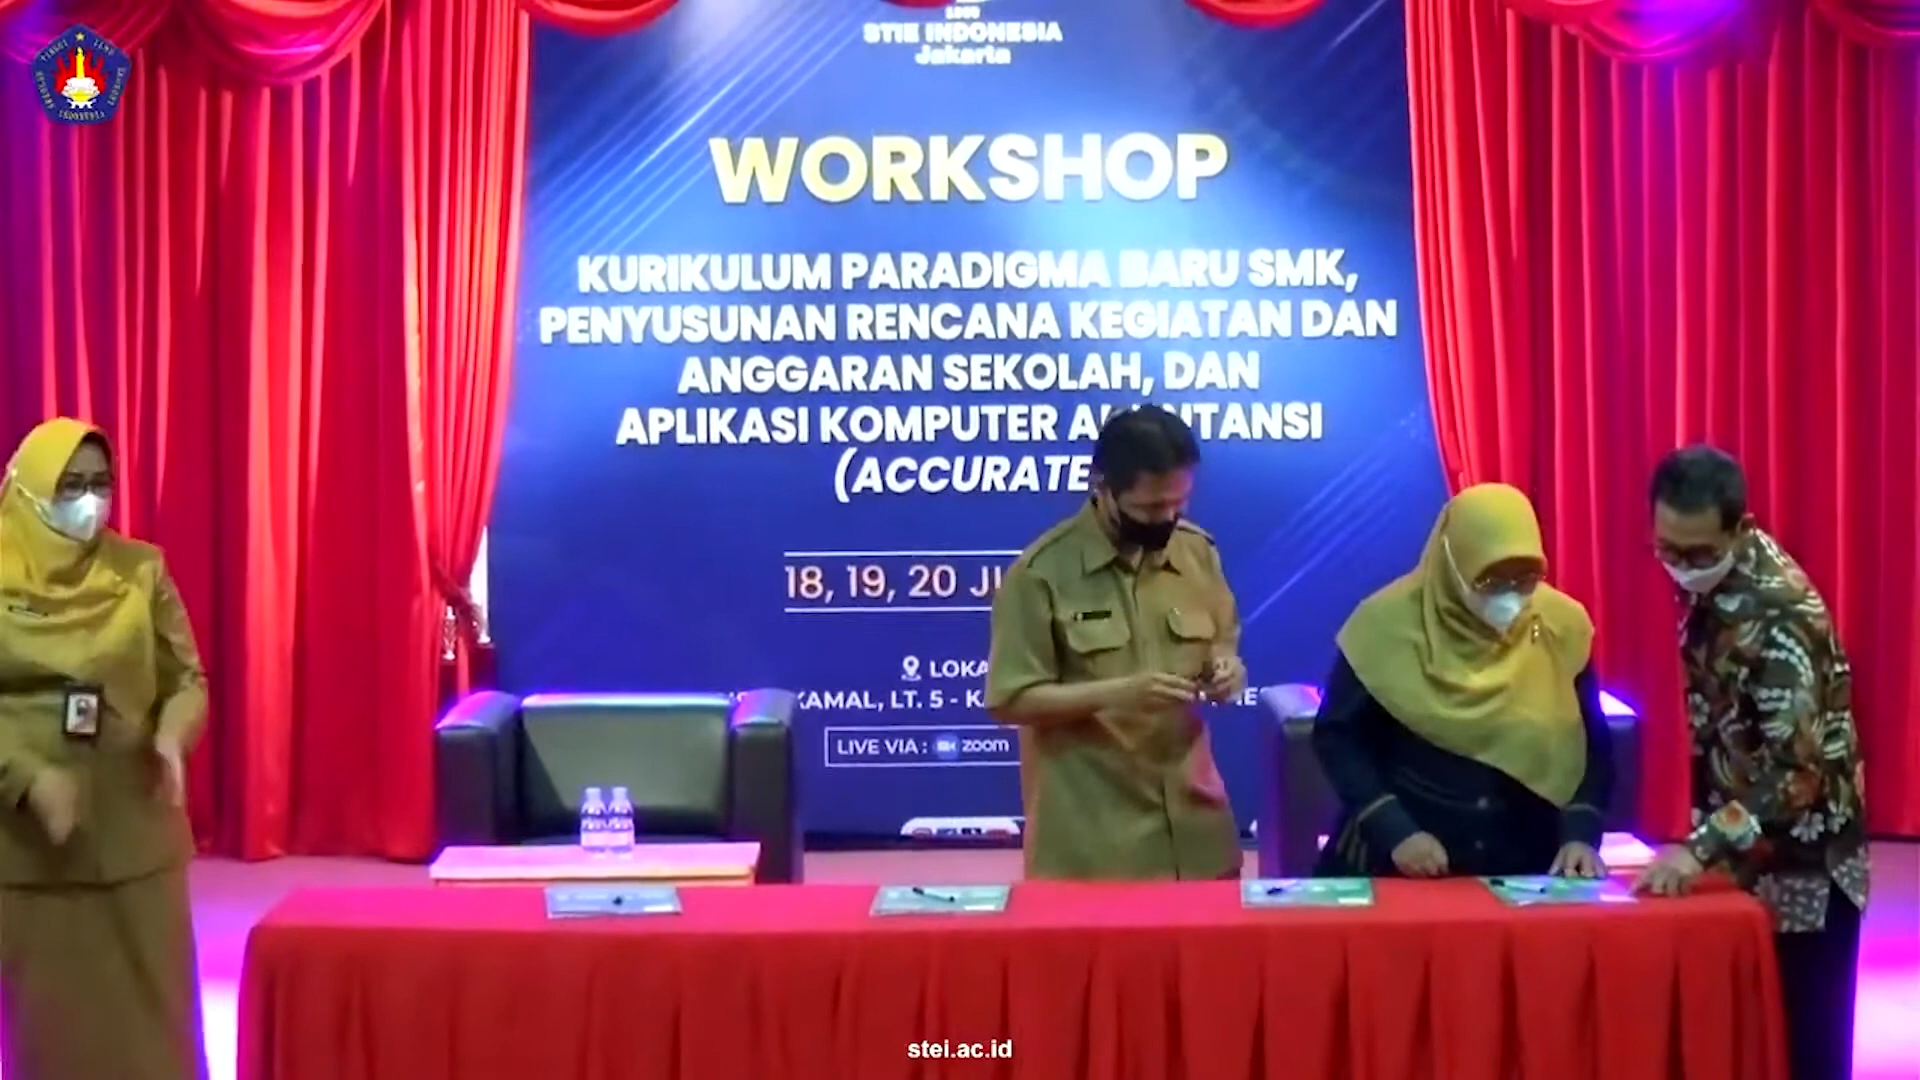 STIE INDONESIA
Jakarta
WORKSHOP
KURIKULUM PARADIGMA BARU SMK,
PENYUSUNAN RENCANA KEGIATAN DAN
ANGGARAN SEKOLAH, DAN
APLIKASI KOMPUTER
(ACCURATE
18, 19, 20
KAMAL, LT. 5 -
LIVE VIA : zoom
stei.ac.id